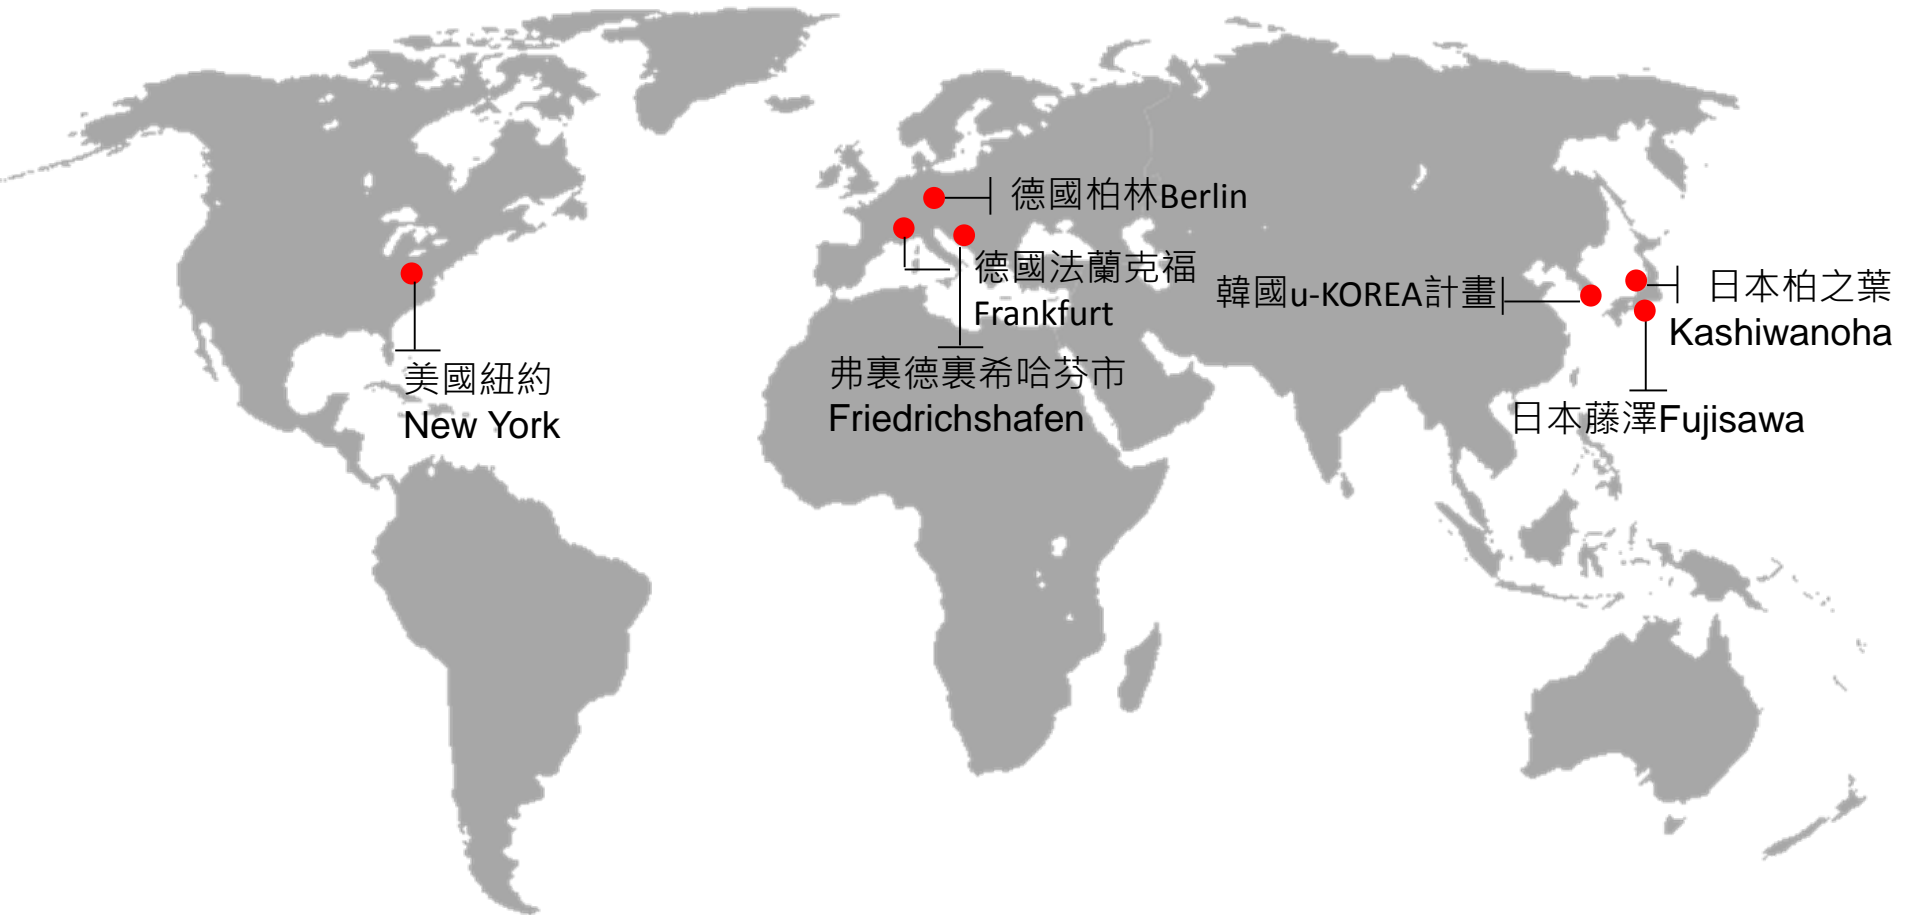 德國柏林Berlin
德國法蘭克福
Frankfurt
弗裏德裏希哈芬市
Friedrichshafen
美國紐約
New York
韓國u-KOREA計畫
日本柏之葉
Kashiwanoha
日本藤澤Fujisawa